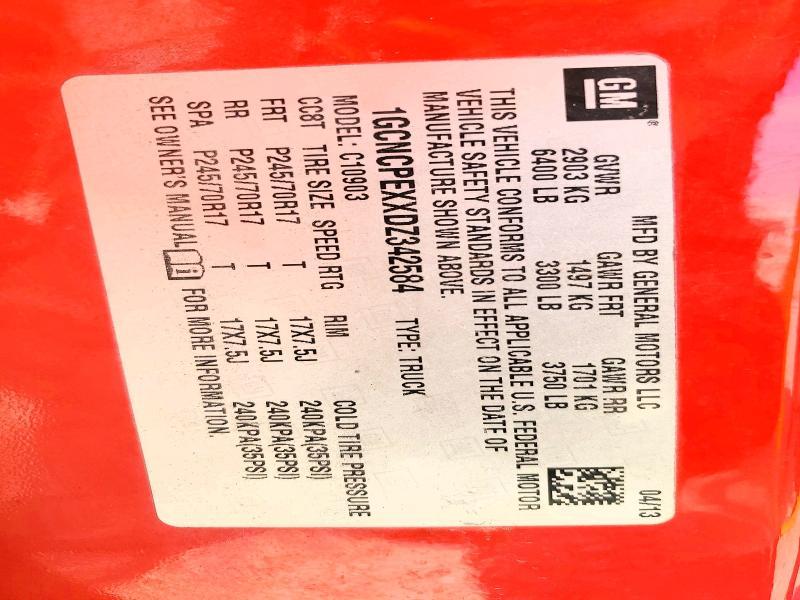 GM ®
MFD BY GENERAL MOTORS LLC 04/13
GVWR GAWR FRT GAWR RR
2903 KG 1497 KG 1701 KG
6400 LB 3300 LB 3750 LB
THIS VEHICLE CONFORMS TO ALL APPLICABLE U.S. FEDERAL MOTOR
VEHICLE SAFETY STANDARDS IN EFFECT ON THE DATE OF
MANUFACTURE SHOWN ABOVE.
1GCNCPEXXDZ342584 TYPE: TRUCK
MODEL: C10903
CC8T TIRE SIZE SPEED RTG RIM COLD TIRE PRESSURE
FRT P245/70R17 T 17X7.5J 240KPA(35PSI)
RR P245/70R17 T 17X7.5J 240KPA(35PSI)
SPA P245/70R17 T 17X7.5J 240KPA(35PSI)
SEE OWNER'S MANUAL FOR MORE INFORMATION.